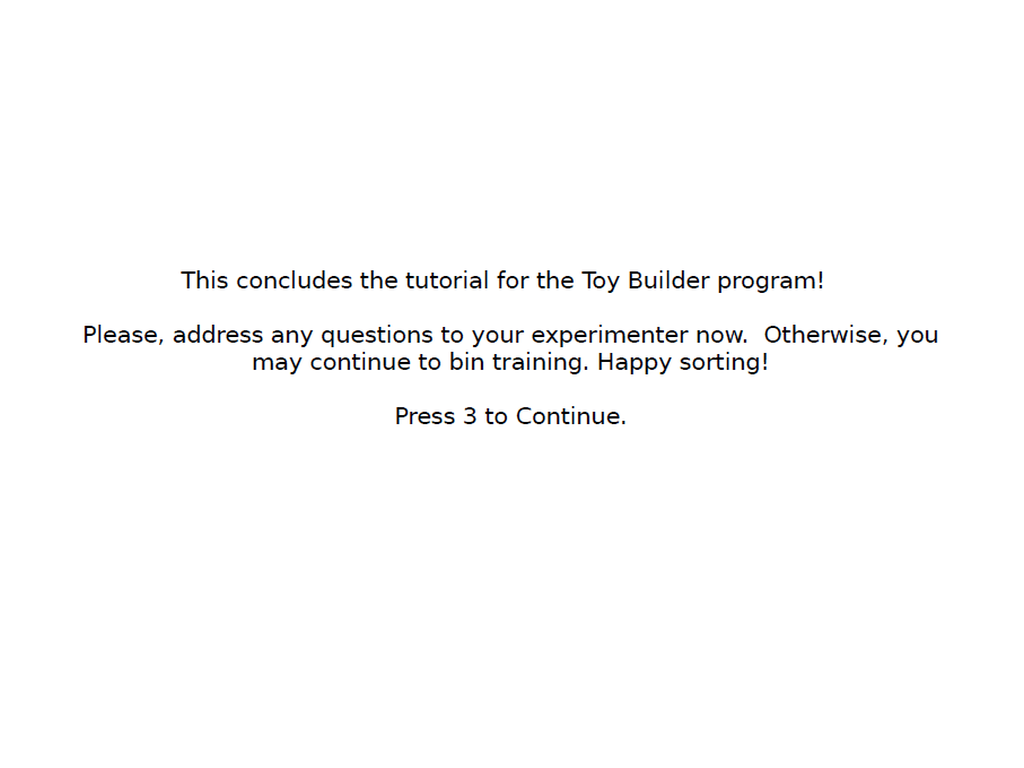 This concludes the tutorial for the Toy Builder program!
Please, address any questions to your experimenter now.  Otherwise, you
may continue to bin training. Happy sorting!
Press 3 to Continue.